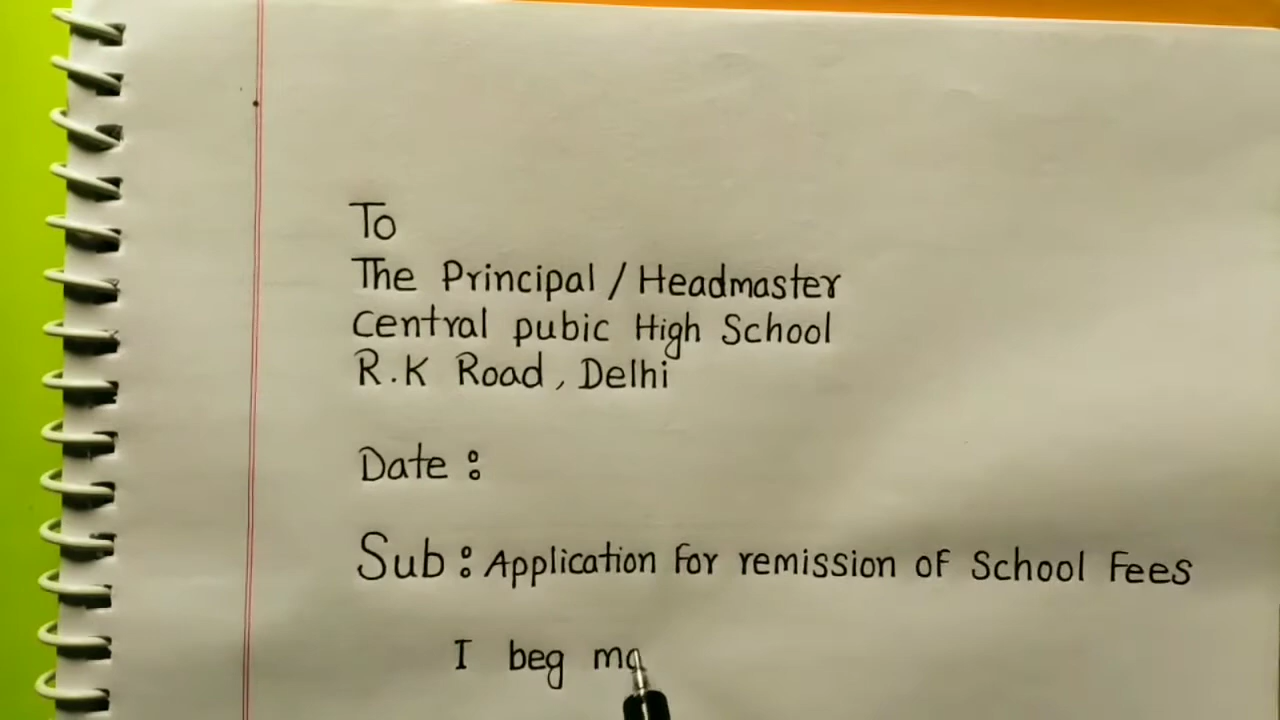 To
The Principal / Headmaster
Central pubic High School
R.K Road, Delhi
Date :
Sub : Application for remission of School Fees
I beg mo